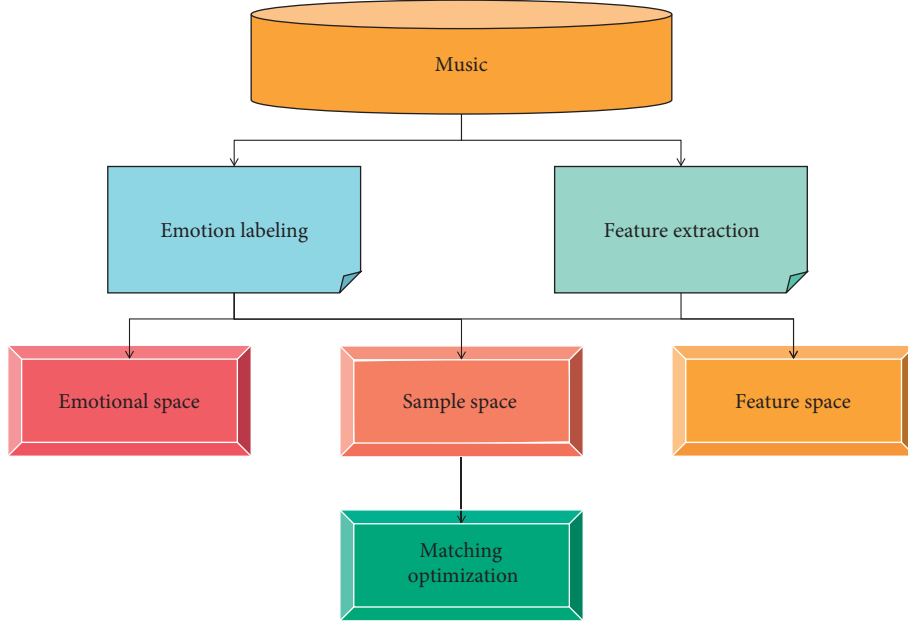 Music
Emotion labeling
Feature extraction
Emotional space
Sample space
Feature space
Matching
optimization